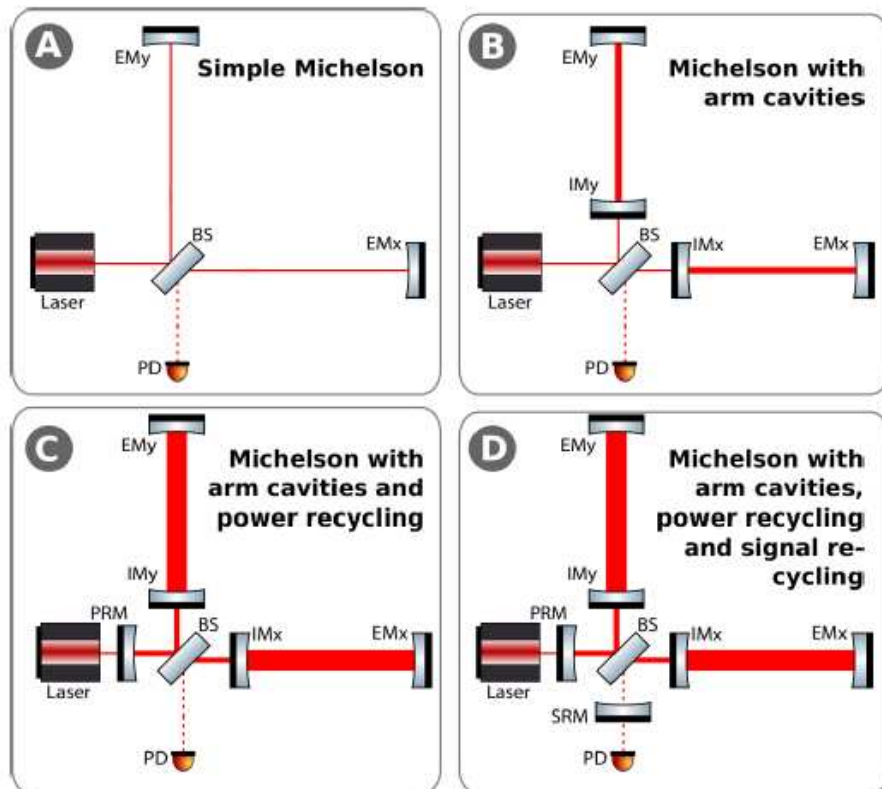 A
EMy
Simple Michelson
BS
EMx
Laser
PD
B
EMy
Michelson with
arm cavities
IMy
BS
IMx
EMx
Laser
PD
C
EMy
Michelson with
arm cavities and
power recycling
IMy
PRM
BS
IMx
EMx
Laser
PD
D
EMy
Michelson with
arm cavities,
power recycling
and signal re-
cycling
IMy
PRM
BS
IMx
EMx
Laser
SRM
PD